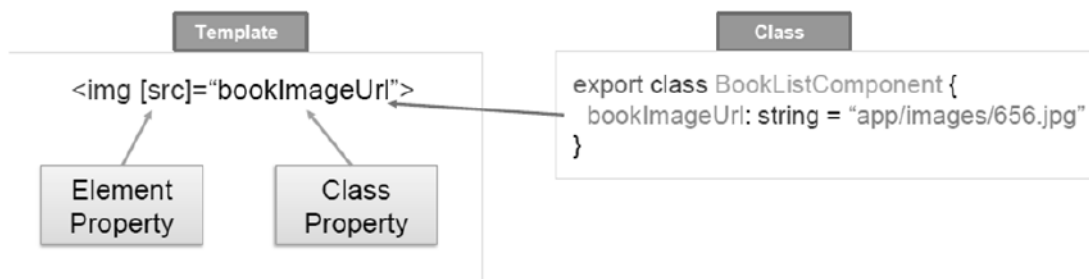 Template
<img [src]=“bookImageUrl”>
Element
Property
Class
Property
Class
export class BookListComponent {
bookImageUrl: string = “app/images/656.jpg”
}